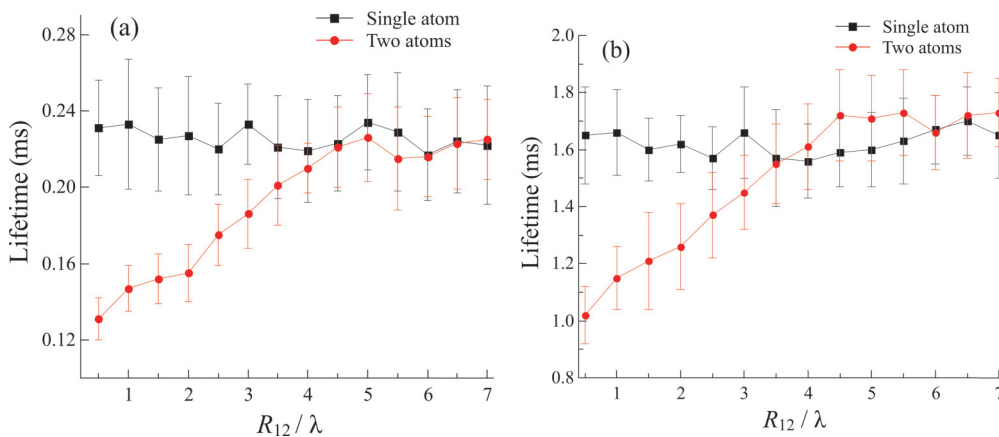 (a)
Single atom
Two atoms
0.28
0.24
0.20
0.16
0.12
Lifetime (ms)
1 2 3 4 5 6 7
R12 / λ
(b)
Single atom
Two atoms
2.0
1.8
1.6
1.4
1.2
1.0
0.8
Lifetime (ms)
1 2 3 4 5 6 7
R12 / λ